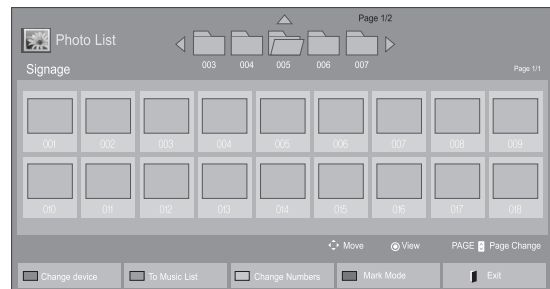 Page 1/2
Photo List
003 004 005 006 007
Signage
Page 1/1
001 002 003 004 005 006 007 008 009
010 011 012 013 014 015 016 017 018
Move View PAGE Page Change
Change device To Music List Change Numbers Mark Mode Exit